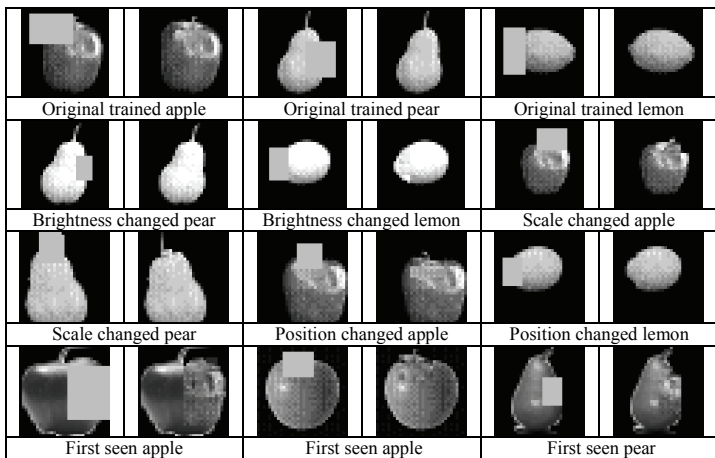 Original trained apple
Original trained pear
Original trained lemon
Brightness changed pear
Brightness changed lemon
Scale changed apple
Scale changed pear
Position changed apple
Position changed lemon
First seen apple
First seen apple
First seen pear